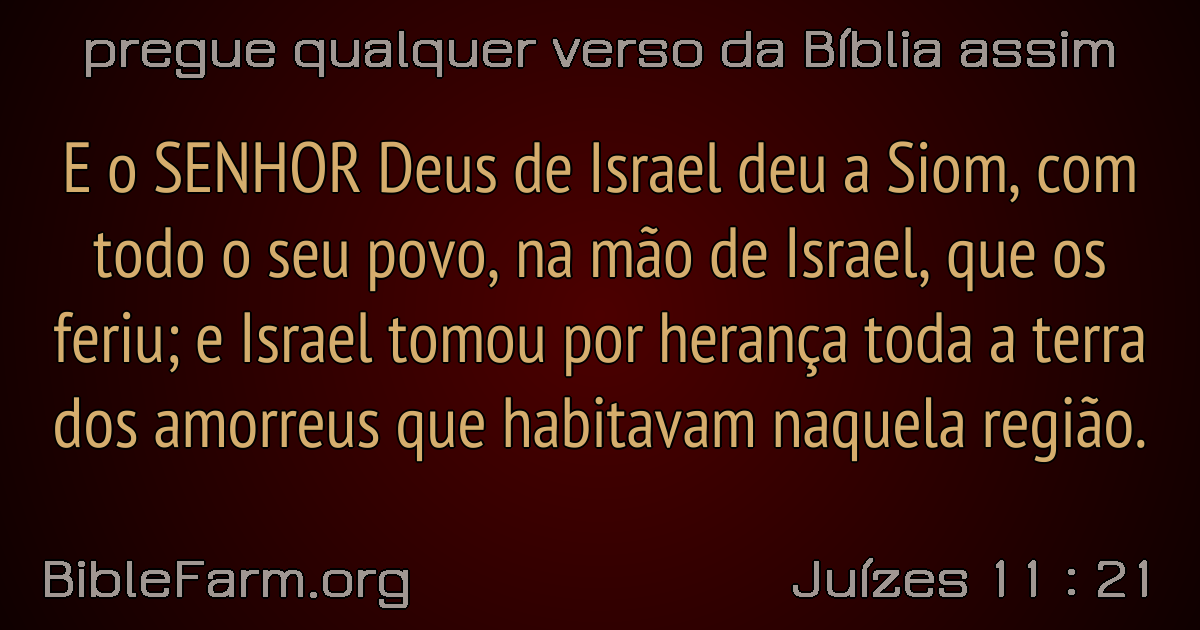 pregue qualquer verso da Bíblia assim
E o SENHOR Deus de Israel deu a Siom, com
todo o seu povo, na mão de Israel, que os
feriu; e Israel tomou por herança toda a terra
dos amorreus que habitavam naquela região.
BibleFarm.org
Juízes 11 : 21